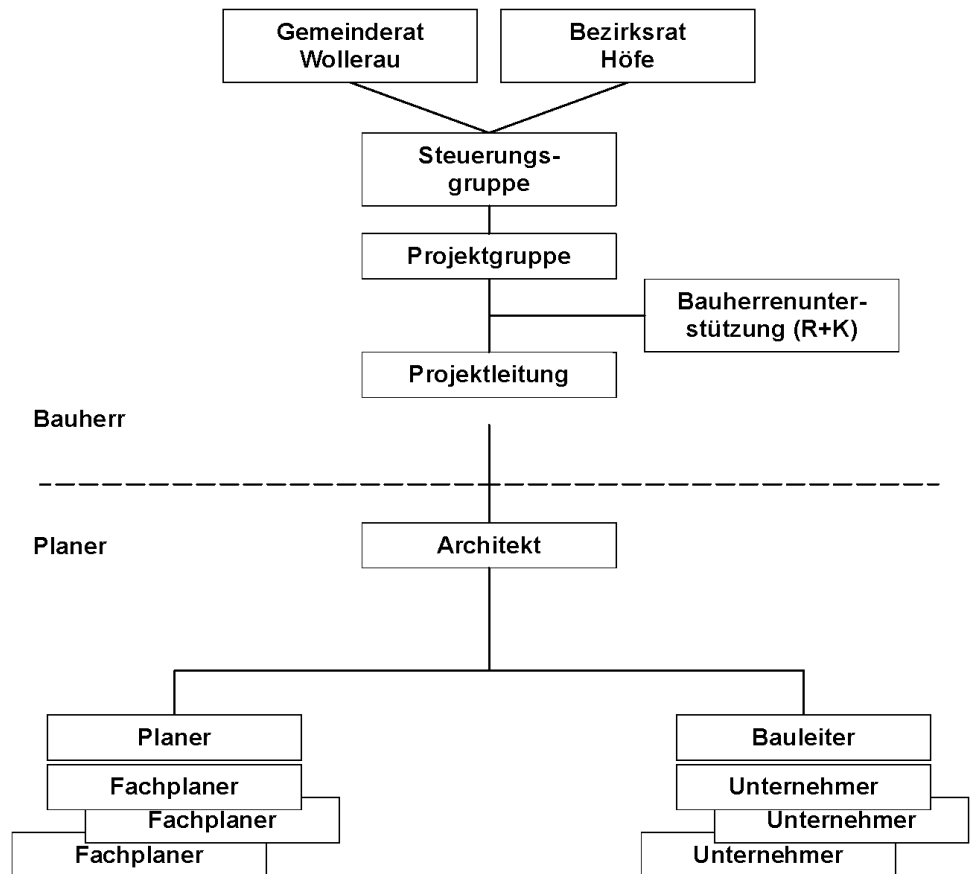 Gemeinderat
Wollerau
Bezirksrat
Höfe
Steuerungs-
gruppe
Projektgruppe
Bauherrenunter-
stützung (R+K)
Projektleitung
Bauherr
Planer
Architekt
Planer
Bauleiter
Fachplaner
Unternehmer
Fachplaner
Unternehmer
Fachplaner
Unternehmer